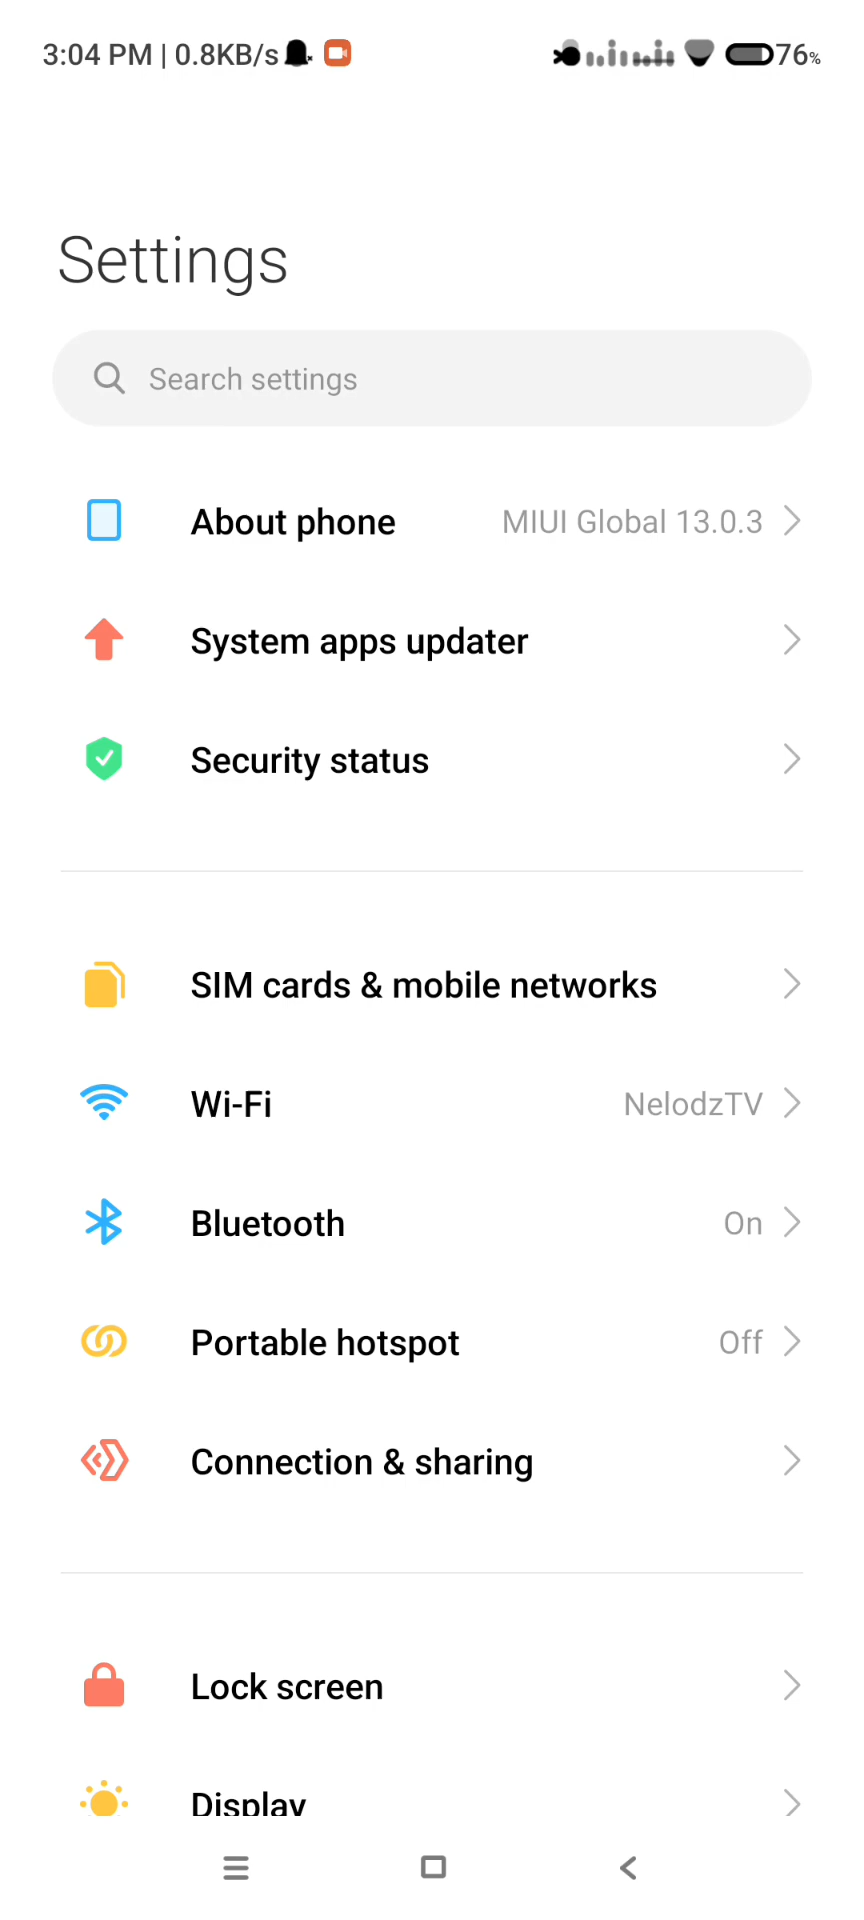 3:04 PM | 0.8KB/s 76%
Settings
Search settings
About phone MIUI Global 13.0.3
System apps updater
Security status
SIM cards & mobile networks
Wi-Fi NelodzTV
Bluetooth On
Portable hotspot Off
Connection & sharing
Lock screen
Display